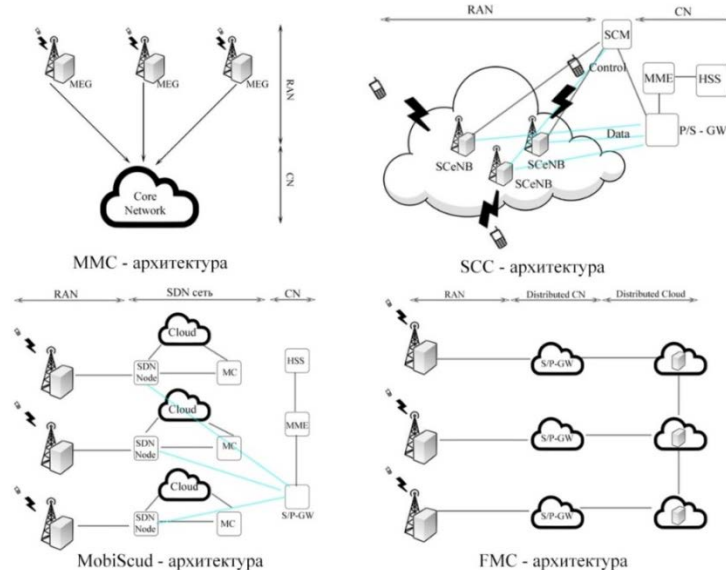 MEG
MEG
MEG
RAN
CN
Core
Network
MMC - архитектура
RAN
CN
SCM
Control
MME
HSS
P/S - GW
Data
SCeNB
SCeNB
SCeNB
SCC - архитектура
RAN
SDN сеть
CN
Cloud
SDN
Node
MC
HSS
Cloud
SDN
Node
MC
MME
Cloud
SDN
Node
MC
S/P-GW
MobiScud - архитектура
RAN
Distributed CN
Distributed Cloud
S/P-GW
S/P-GW
S/P-GW
FMC - архитектура